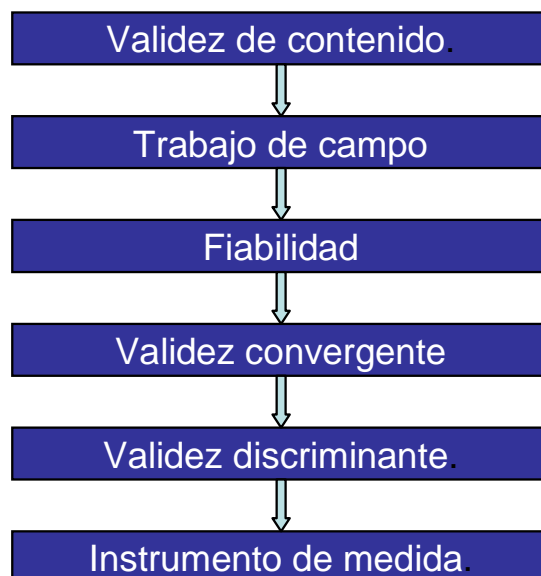 Validez de contenido.
Trabajo de campo
Fiabilidad
Validez convergente
Validez discriminante.
Instrumento de medida.